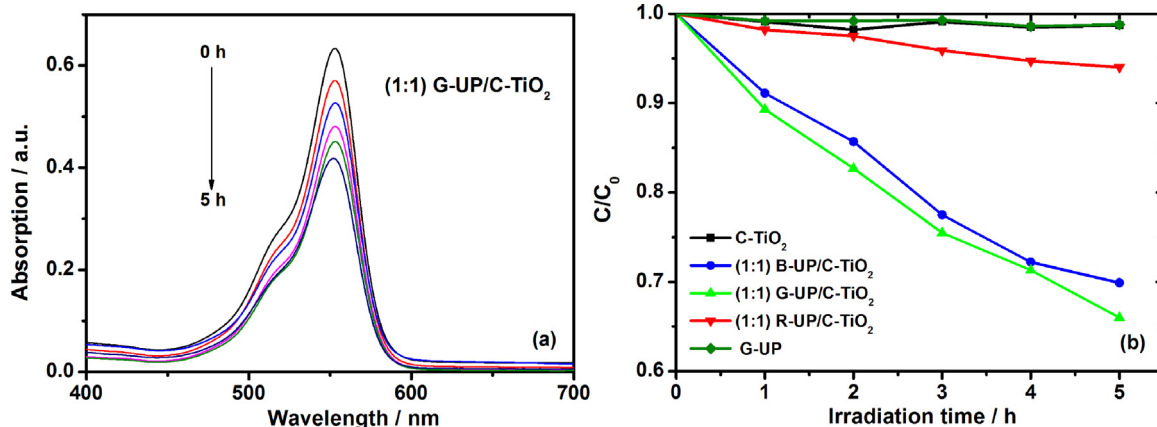 0 h
5 h
(1:1) G-UP/C-TiO₂
(a)
0.6
0.4
0.2
0.0
400
500
600
700
Absorption / a.u.
Wavelength / nm
1.0
0.9
0.8
0.7
0.6
C/C₀
C-TiO₂
(1:1) B-UP/C-TiO₂
(1:1) G-UP/C-TiO₂
(1:1) R-UP/C-TiO₂
G-UP
(b)
0
1
2
3
4
5
Irradiation time / h